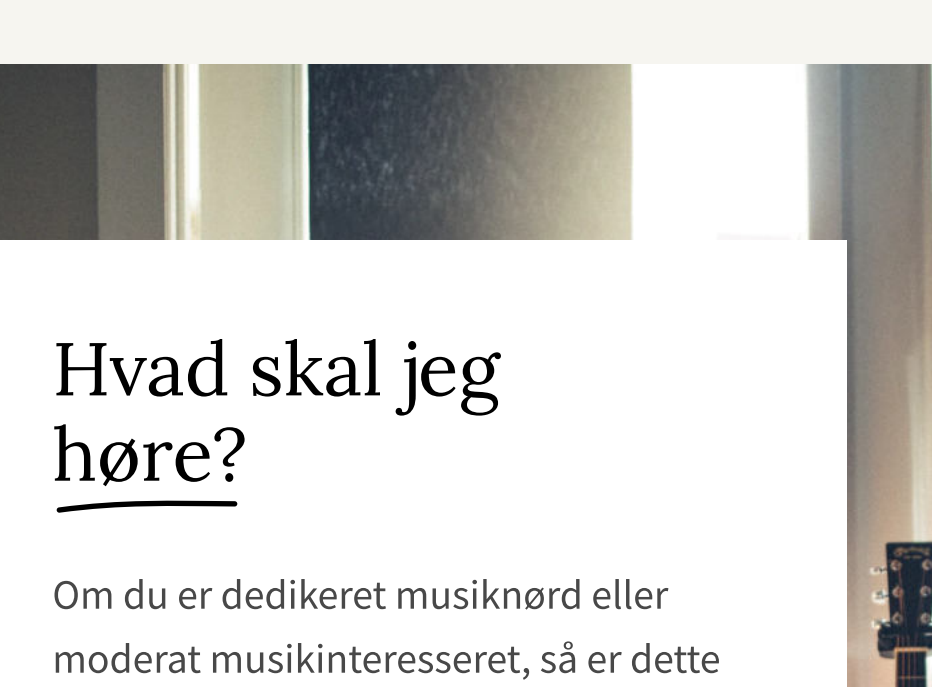 Hvad skal jeg
høre?
Om du er dedikeret musiknørd eller
moderat musikinteresseret, så er dette